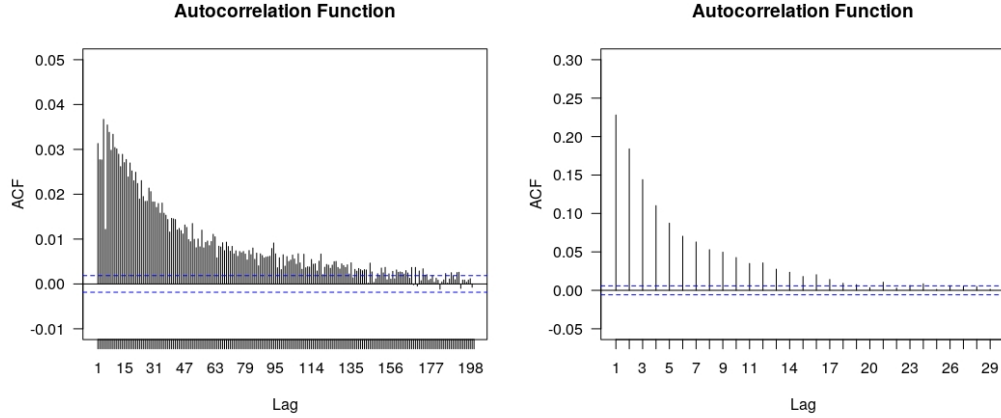 Autocorrelation Function
ACF
0.05
0.04
0.03
0.02
0.01
0.00
-0.01
1 15 31 47 63 79 95 114 135 156 177 198
Lag
Autocorrelation Function
ACF
0.30
0.25
0.20
0.15
0.10
0.05
0.00
-0.05
1 3 5 7 9 11 14 17 20 23 26 29
Lag